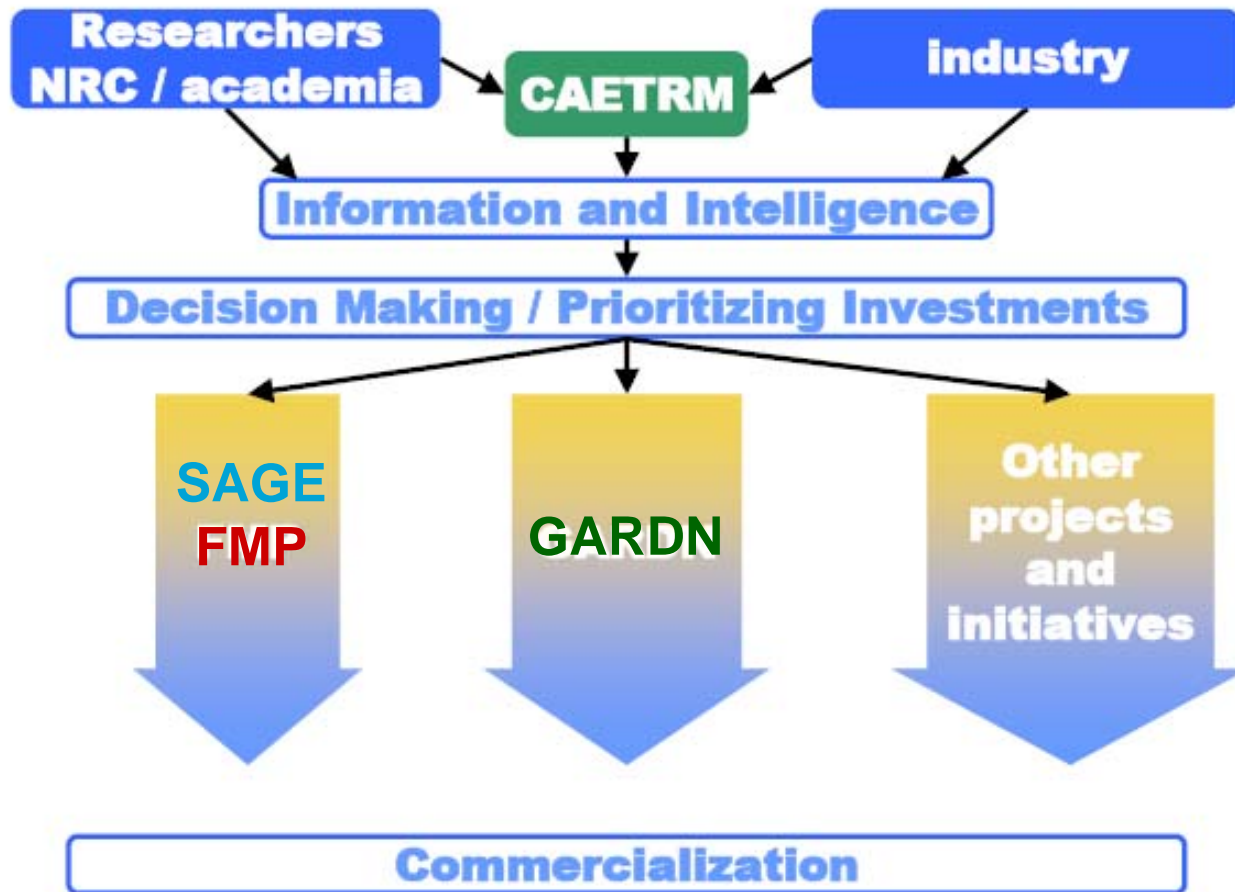 Researchers
NRC / academia
CAETRM
industry
Information and Intelligence
Decision Making / Prioritizing Investments
SAGE
FMP
GARDN
Other
projects
and
initiatives
Commercialization